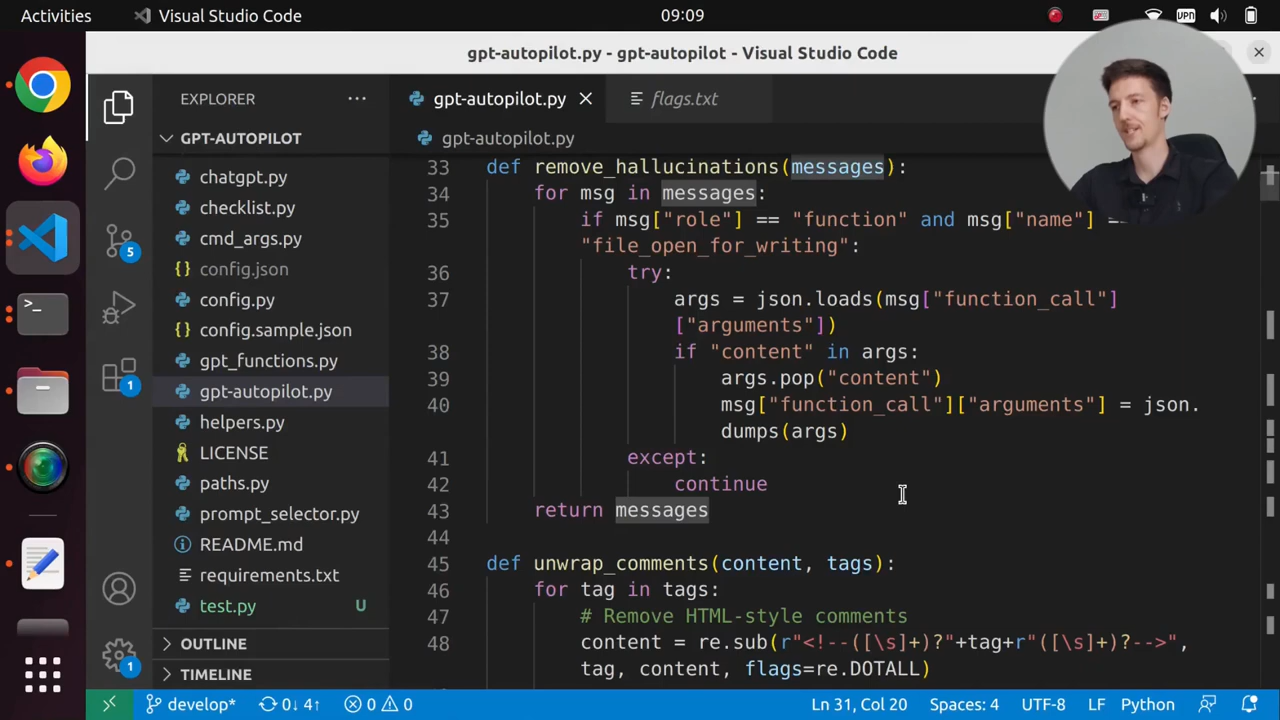 Activities
Visual Studio Code
09:09
VPN
gpt-autopilot.py - gpt-autopilot - Visual Studio Code
EXPLORER
gpt-autopilot.py
flags.txt
GPT-AUTOPILOT
gpt-autopilot.py
chatgpt.py
checklist.py
cmd_args.py
config.json
config.py
config.sample.json
gpt_functions.py
gpt-autopilot.py
helpers.py
LICENSE
paths.py
prompt_selector.py
README.md
requirements.txt
test.py U
OUTLINE
TIMELINE
5
1
1
33 def remove_hallucinations(messages):
34 for msg in messages:
35 if msg["role"] == "function" and msg["name"] ==
"file_open_for_writing":
36 try:
37 args = json.loads(msg["function_call"]
["arguments"])
38 if "content" in args:
39 args.pop("content")
40 msg["function_call"]["arguments"] = json.
dumps(args)
41 except:
42 continue
43 return messages
44
45 def unwrap_comments(content, tags):
46 for tag in tags:
47 # Remove HTML-style comments
48 content = re.sub(r"<!--([\s]+)?"+tag+r"([\s]+)?-->",
tag, content, flags=re.DOTALL)
develop* 0↓ 4↑ 0 0 Ln 31, Col 20 Spaces: 4 UTF-8 LF Python